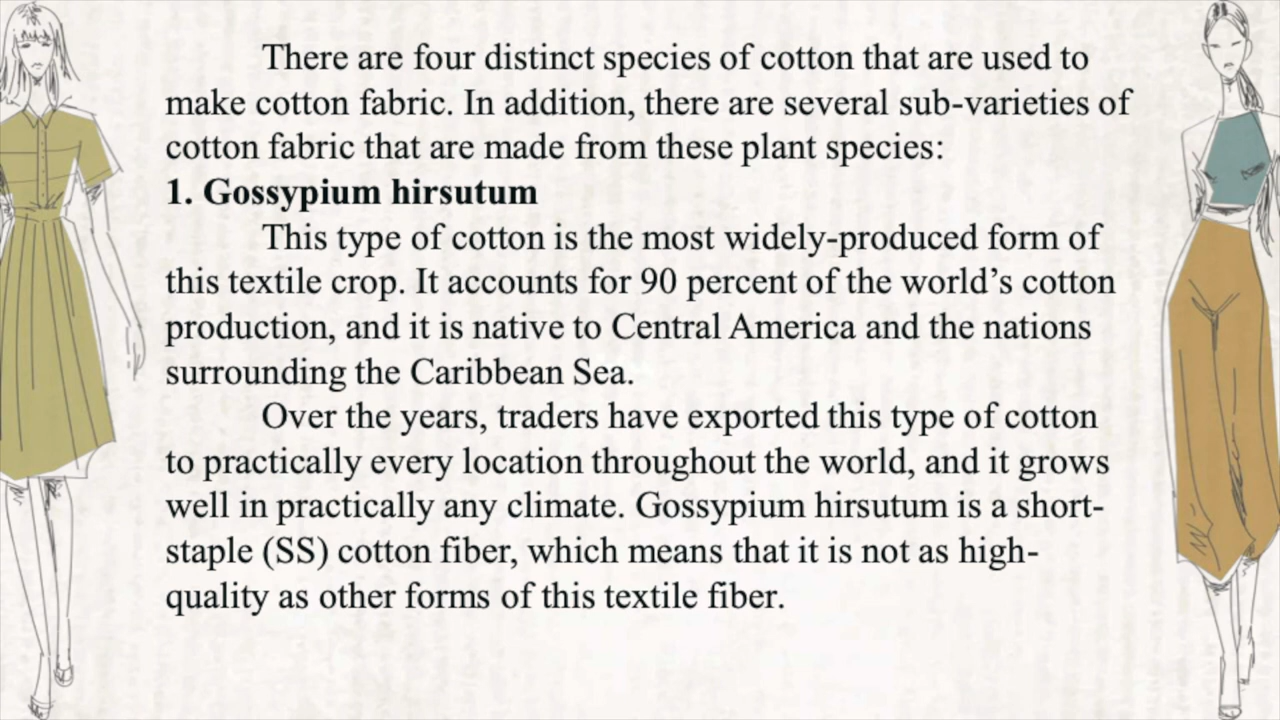 There are four distinct species of cotton that are used to
make cotton fabric. In addition, there are several sub-varieties of
cotton fabric that are made from these plant species:
1. Gossypium hirsutum
This type of cotton is the most widely-produced form of
this textile crop. It accounts for 90 percent of the world’s cotton
production, and it is native to Central America and the nations
surrounding the Caribbean Sea.
Over the years, traders have exported this type of cotton
to practically every location throughout the world, and it grows
well in practically any climate. Gossypium hirsutum is a short-
staple (SS) cotton fiber, which means that it is not as high-
quality as other forms of this textile fiber.